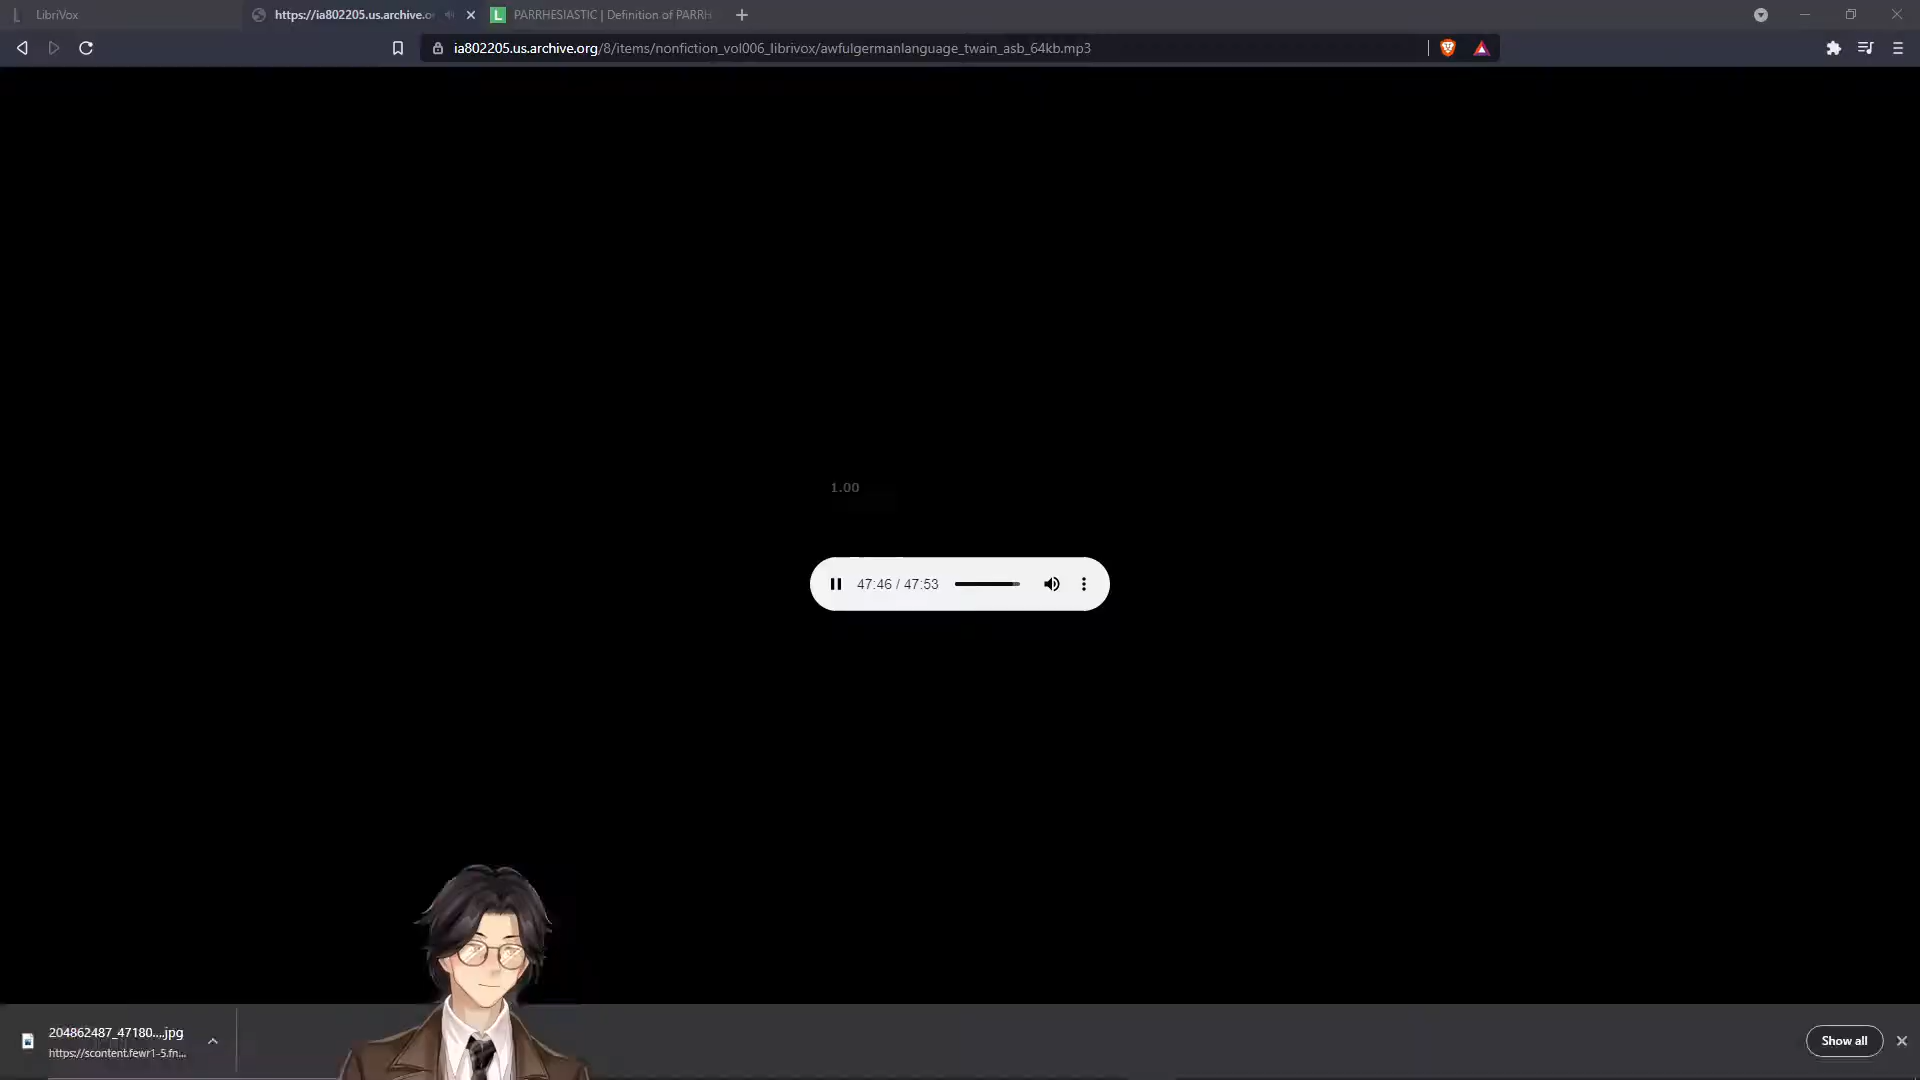 LibriVox
https://ia802205.us.archive.o
PARRHESIASTIC | Definition of PARRH
ia802205.us.archive.org/8/items/nonfiction_vol006_librivox/awfulgermanlanguage_twain_asb_64kb.mp3
1.00
47:46 / 47:53
204862487_47180....jpg
https://scontent.fewr1-5.fn...
Show all